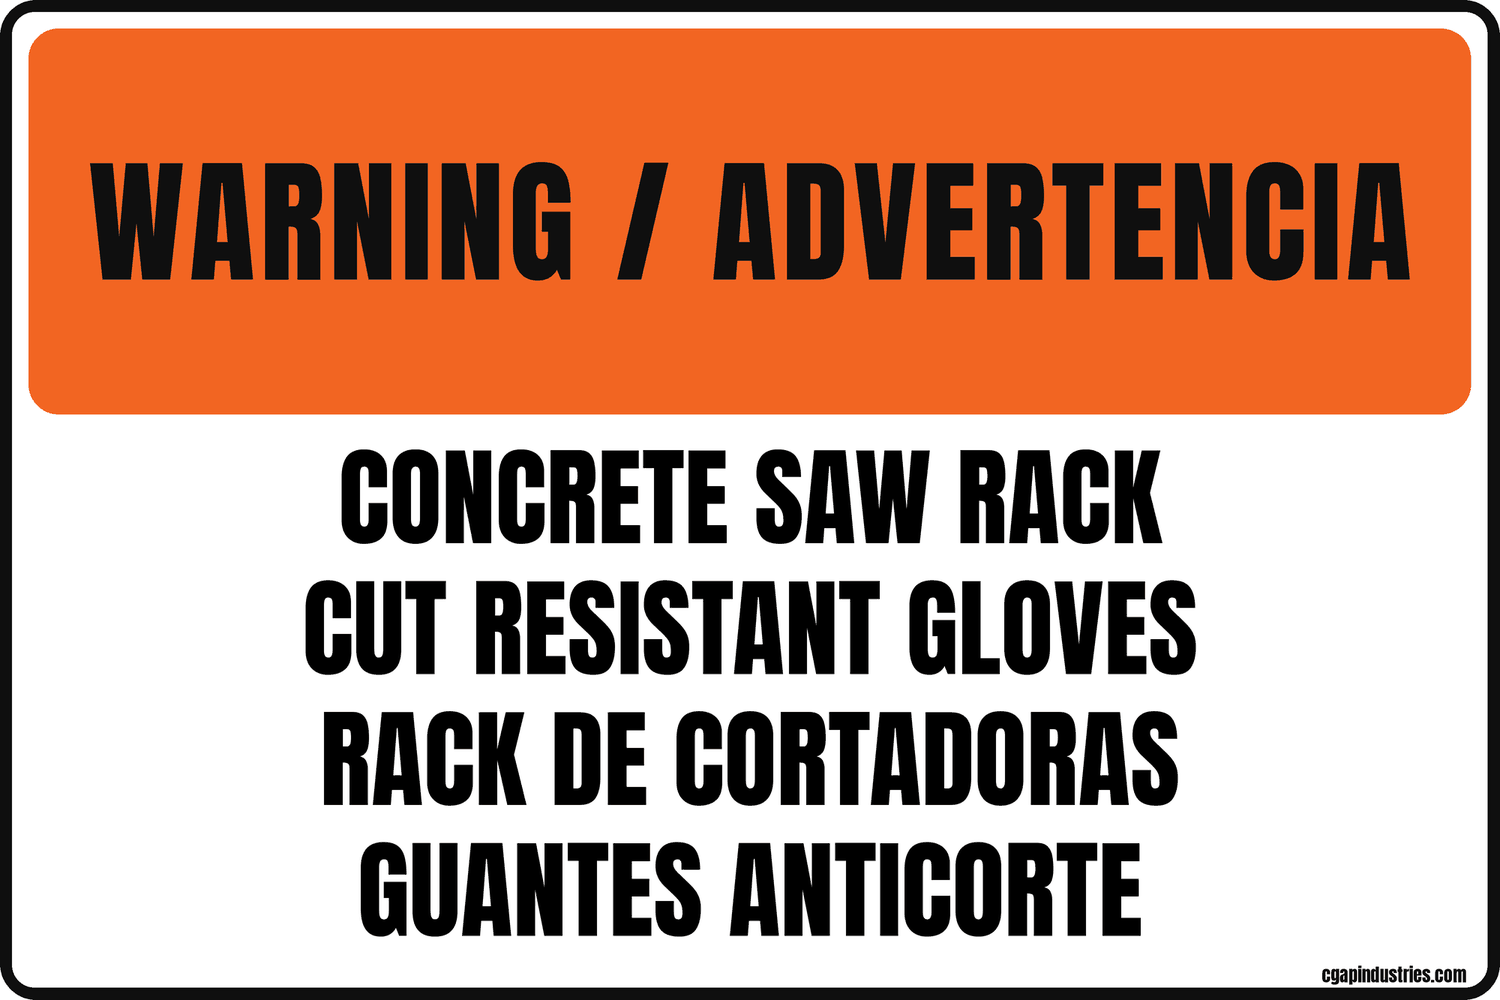 WARNING / ADVERTENCIA
CONCRETE SAW RACK
CUT RESISTANT GLOVES
RACK DE CORTADORAS
GUANTES ANTICORTE
cgapindustries.com